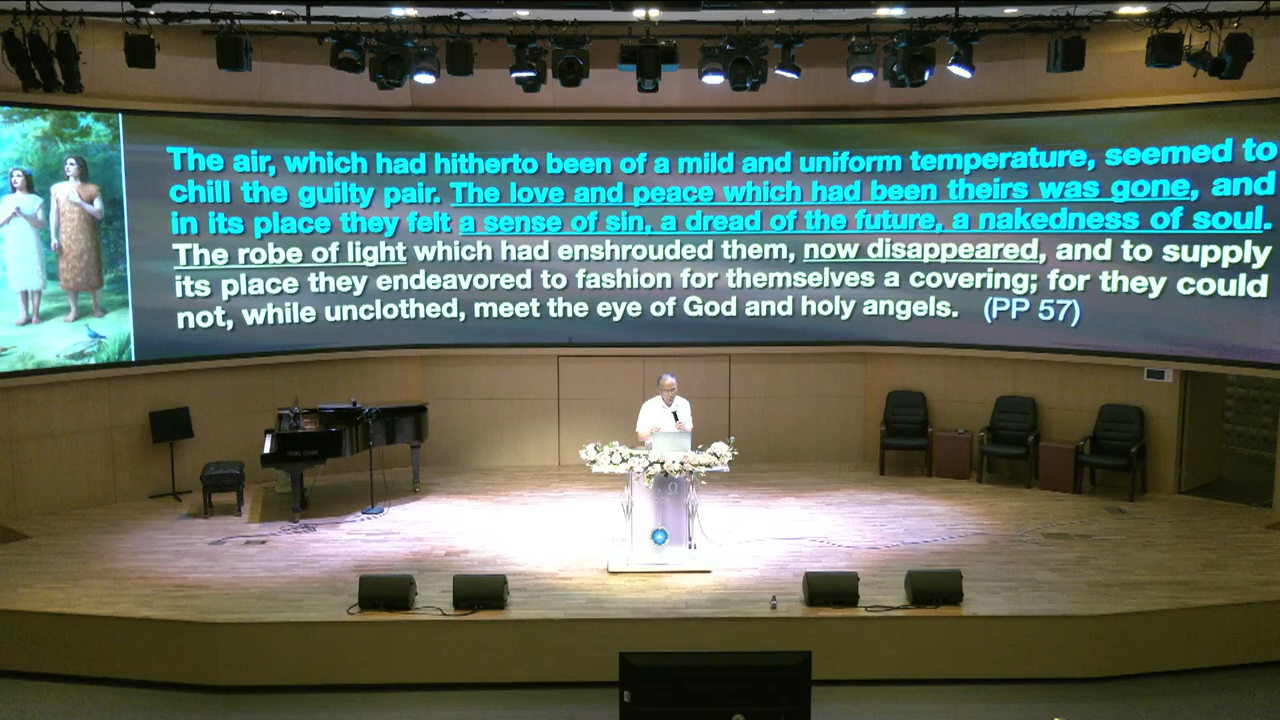 The air, which had hitherto been of a mild and uniform temperature, seemed to
chill the guilty pair. The love and peace which had been theirs was gone, and
in its place they felt a sense of sin, a dread of the future, a nakedness of soul.
The robe of light which had enshrouded them, now disappeared, and to supply
its place they endeavored to fashion for themselves a covering; for they could
not, while unclothed, meet the eye of God and holy angels. (PP 57)
YOUNG CHANG